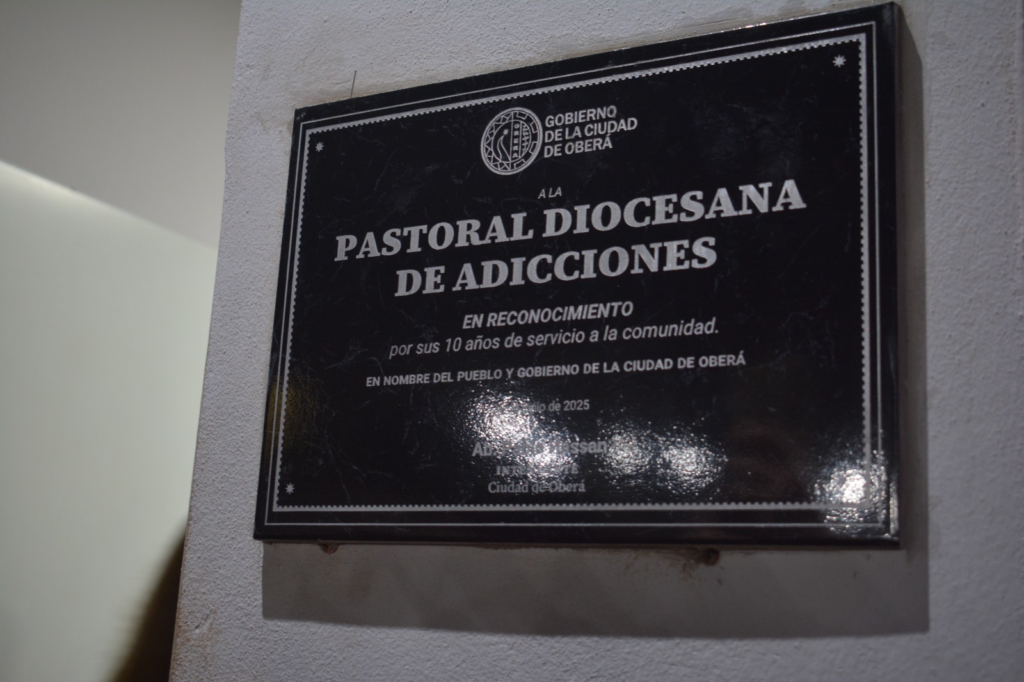 GOBIERNO
DE LA CIUDAD
DE OBERÁ
A LA
PASTORAL DIOCESANA
DE ADICCIONES
EN RECONOCIMIENTO
por sus 10 años de servicio a la comunidad.
EN NOMBRE DEL PUEBLO Y GOBIERNO DE LA CIUDAD DE OBERÁ
de 2025
Ciudad de Oberá